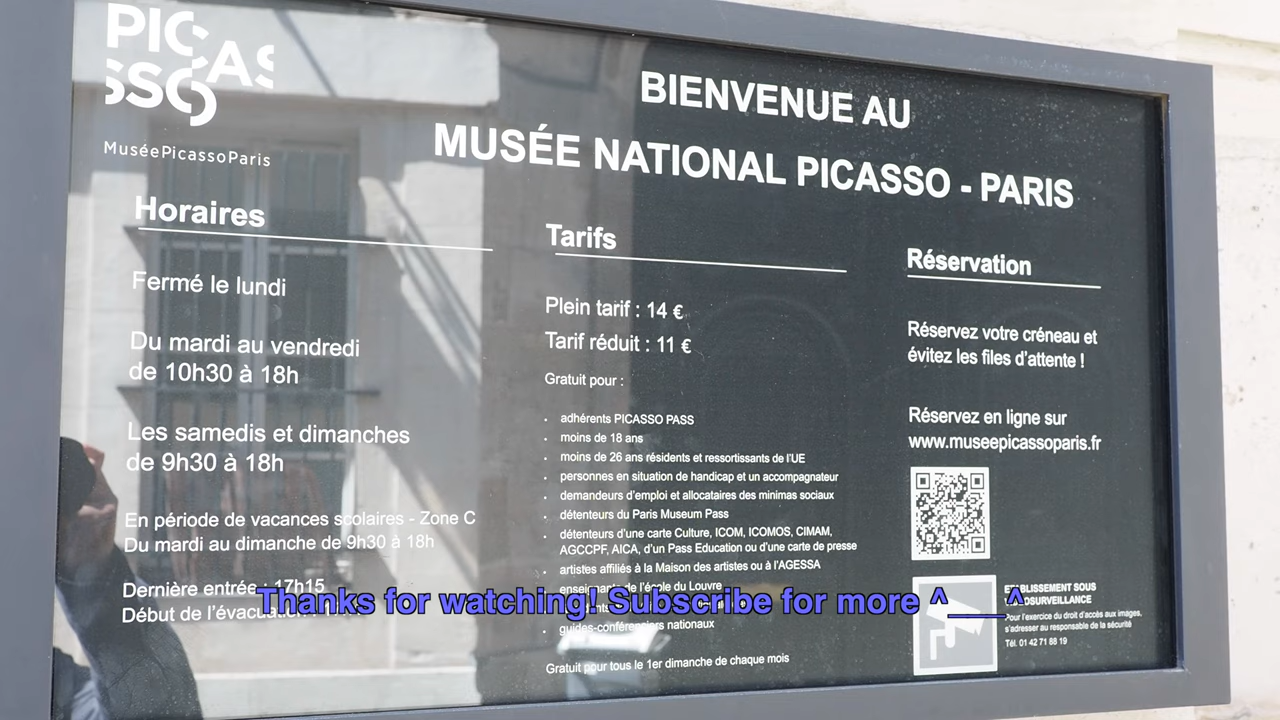 PICASSO
MuséePicassoParis
BIENVENUE AU
MUSÉE NATIONAL PICASSO - PARIS
Horaires
Fermé le lundi
Du mardi au vendredi
de 10h30 à 18h
Les samedis et dimanches
de 9h30 à 18h
En période de vacances scolaires - Zone C
Du mardi au dimanche de 9h30 à 18h
Dernière entrée : 17h15
Début de l'évacuation
Tarifs
Plein tarif : 14 €
Tarif réduit : 11 €
Gratuit pour :
adhérents PICASSO PASS
moins de 18 ans
moins de 26 ans résidents et ressortissants de l'UE
personnes en situation de handicap et un accompagnateur
demandeurs d'emploi et allocataires des minimas sociaux
détenteurs du Paris Museum Pass
détenteurs d'une carte Culture, ICOM, ICOMOS, CIMAM,
AGCCPF, AICA, d'un Pass Education ou d'une carte de presse
artistes affiliés à la Maison des artistes ou à l'AGESSA
enseignants de l'école du Louvre
guides-conférenciers nationaux
Gratuit pour tous le 1er dimanche de chaque mois
Réservation
Réservez votre créneau et
évitez les files d'attente !
Réservez en ligne sur
www.museepicassoparis.fr
ETABLISSEMENT SOUS
VIDEOSURVEILLANCE
Pour l'exercice du droit d'accès aux images,
s'adresser au responsable de la sécurité
Tél. 01 42 71 88 19
Thanks for watching! Subscribe for more ^___^